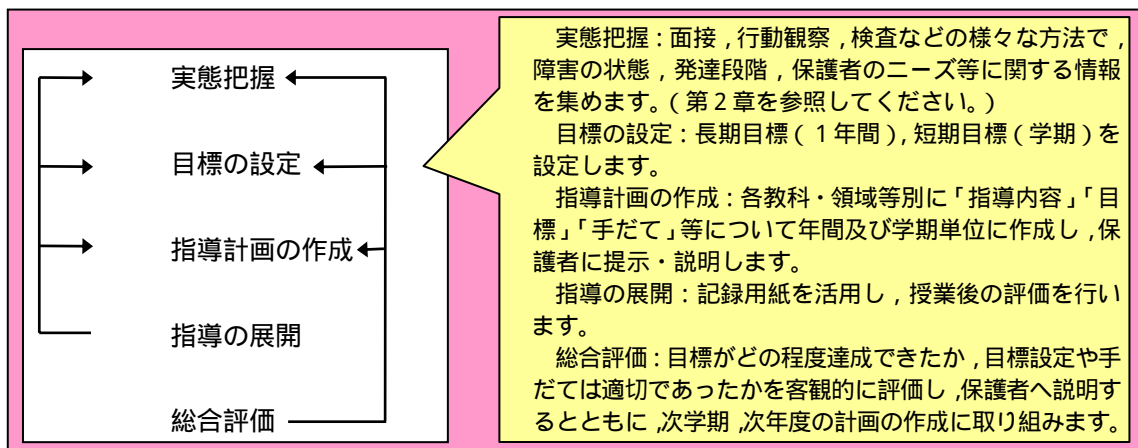 実態把握
目標の設定
指導計画の作成
指導の展開
総合評価
実態把握：面接，行動観察，検査などの様々な方法で，
障害の状態，発達段階，保護者のニーズ等に関する情報
を集めます。（第２章を参照してください。）
目標の設定：長期目標（１年間），短期目標（学期）を
設定します。
指導計画の作成：各教科・領域等別に「指導内容」「目
標」「手だて」等について年間及び学期単位に作成し，保
護者に提示・説明します。
指導の展開：記録用紙を活用し，授業後の評価を行い
ます。
総合評価：目標がどの程度達成できたか，目標設定や手
だては適切であったかを客観的に評価し，保護者へ説明す
るとともに，次学期，次年度の計画の作成に取り組みます。